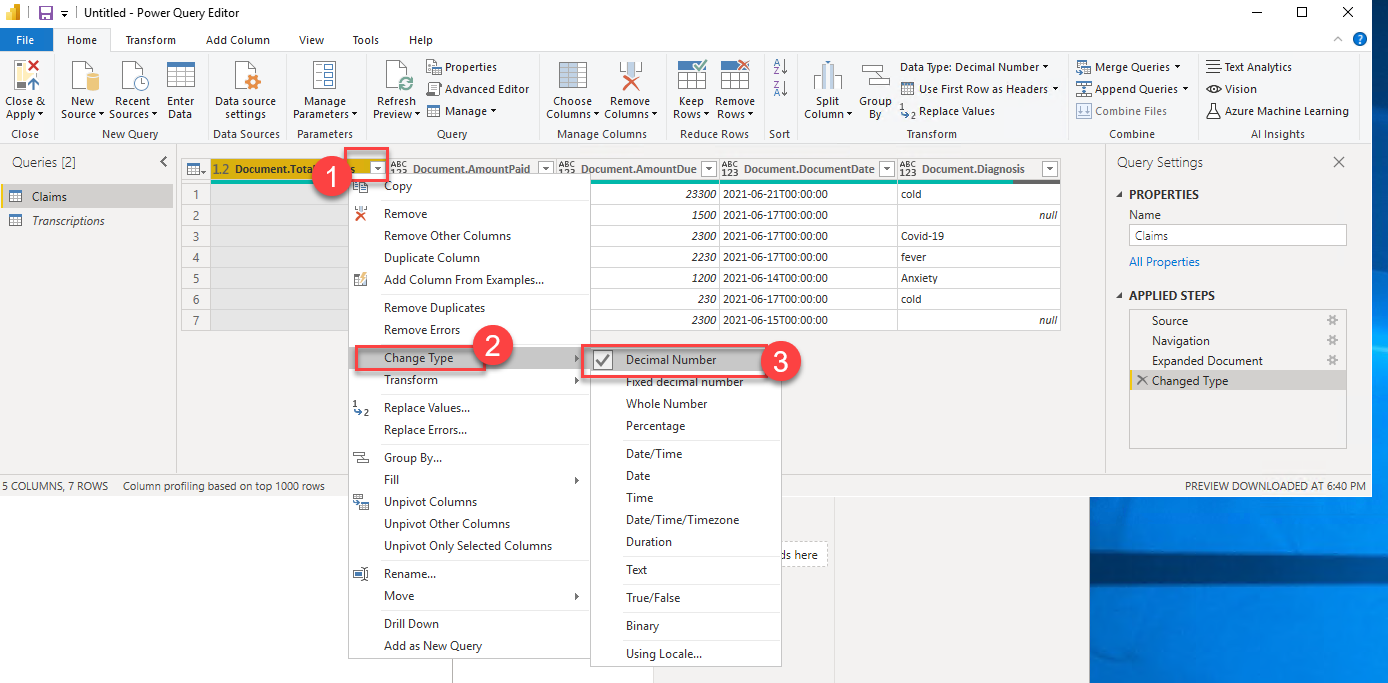 Untitled - Power Query Editor
File Home Transform Add Column View Tools Help
Close & Apply
Close
New Source
Recent Sources
Enter Data
New Query
Data source settings
Data Sources
Manage Parameters
Parameters
Refresh Preview
Properties
Advanced Editor
Manage
Query
Choose Columns
Remove Columns
Manage Columns
Keep Rows
Remove Rows
Reduce Rows
Sort
Split Column
Group By
Data Type: Decimal Number
Use First Row as Headers
Replace Values
Transform
Merge Queries
Append Queries
Combine Files
Combine
Text Analytics
Vision
Azure Machine Learning
AI Insights
Queries [2]
Claims
Transcriptions
1.2 ABC 123 Document.AmountPaid ABC 123 Document.AmountDue ABC 123 Document.DocumentDate ABC 123 Document.Diagnosis
1 23300 2021-06-21T00:00:00 cold
2 1500 2021-06-17T00:00:00 null
3 2300 2021-06-17T00:00:00 Covid-19
4 2230 2021-06-17T00:00:00 fever
5 1200 2021-06-14T00:00:00 Anxiety
6 230 2021-06-17T00:00:00 cold
7 2300 2021-06-15T00:00:00 null
1
Copy
Remove
Remove Other Columns
Duplicate Column
Add Column From Examples...
Remove Duplicates
Remove Errors
Change Type
2
Transform
Replace Values...
Replace Errors...
Group By...
Fill
Unpivot Columns
Unpivot Other Columns
Unpivot Only Selected Columns
Rename...
Move
Drill Down
Add as New Query
Decimal Number
3
Fixed decimal number
Whole Number
Percentage
Date/Time
Date
Time
Date/Time/Timezone
Duration
Text
True/False
Binary
Using Locale...
Query Settings
PROPERTIES
Name
Claims
All Properties
APPLIED STEPS
Source
Navigation
Expanded Document
Changed Type
5 COLUMNS, 7 ROWS Column profiling based on top 1000 rows
PREVIEW DOWNLOADED AT 6:40 PM
here